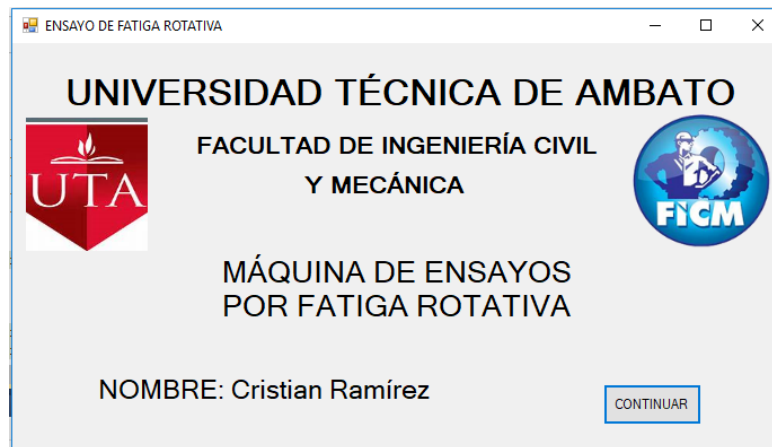 ENSAYO DE FATIGA ROTATIVA
UNIVERSIDAD TÉCNICA DE AMBATO
FACULTAD DE INGENIERÍA CIVIL
Y MECÁNICA
UTA
FICM
MÁQUINA DE ENSAYOS
POR FATIGA ROTATIVA
NOMBRE: Cristian Ramírez
CONTINUAR